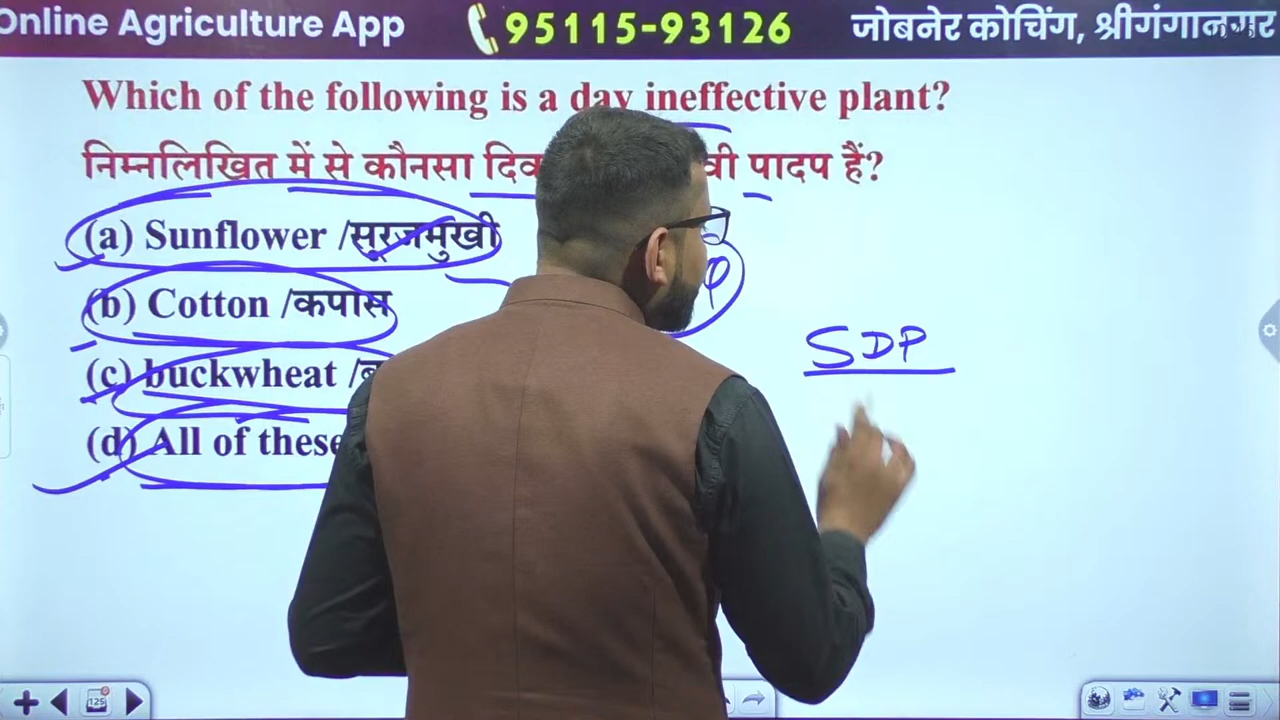 Online Agriculture App 95115-93126 जोबनेर कोचिंग, श्रीगंगानगर
Which of the following is a day ineffective plant?
निम्नलिखित में से कौनसा पादप हैं?
(a) Sunflower /सूरजमुखी
(b) Cotton /कपास
(c) buckwheat /
SDP
(d) All of these
125